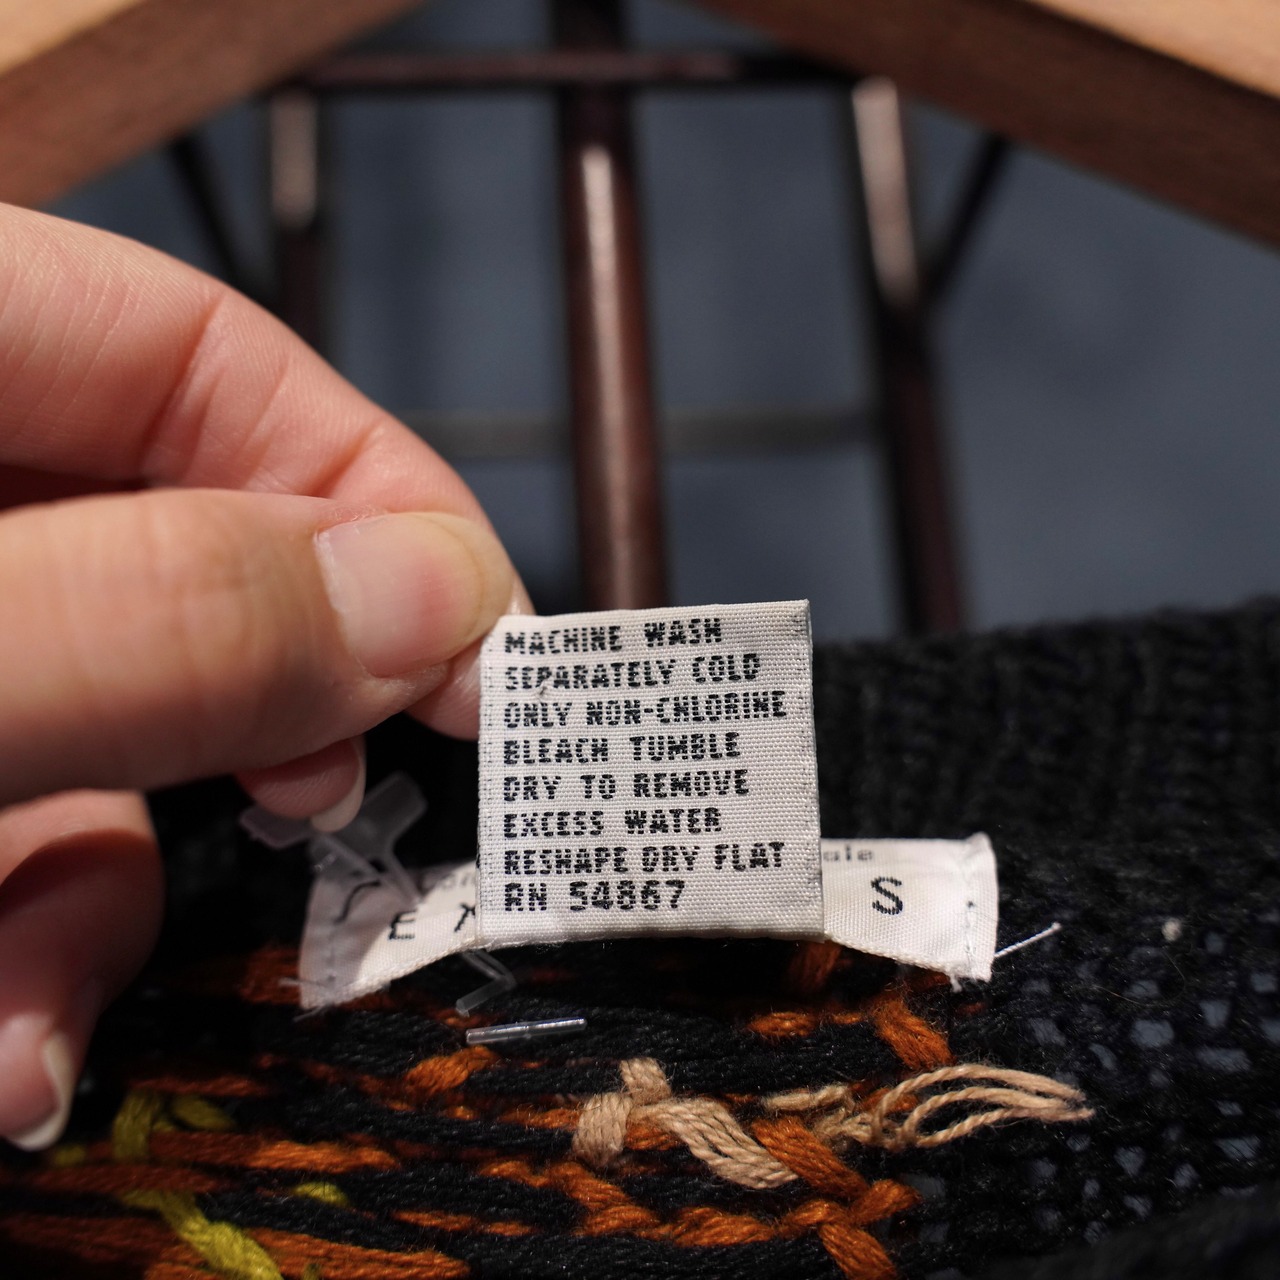 MACHINE WASH
SEPARATELY COLD
ONLY NON-CHLORINE
BLEACH TUMBLE
DRY TO REMOVE
EXCESS WATER
RESHAPE DRY FLAT
RN 54867
S